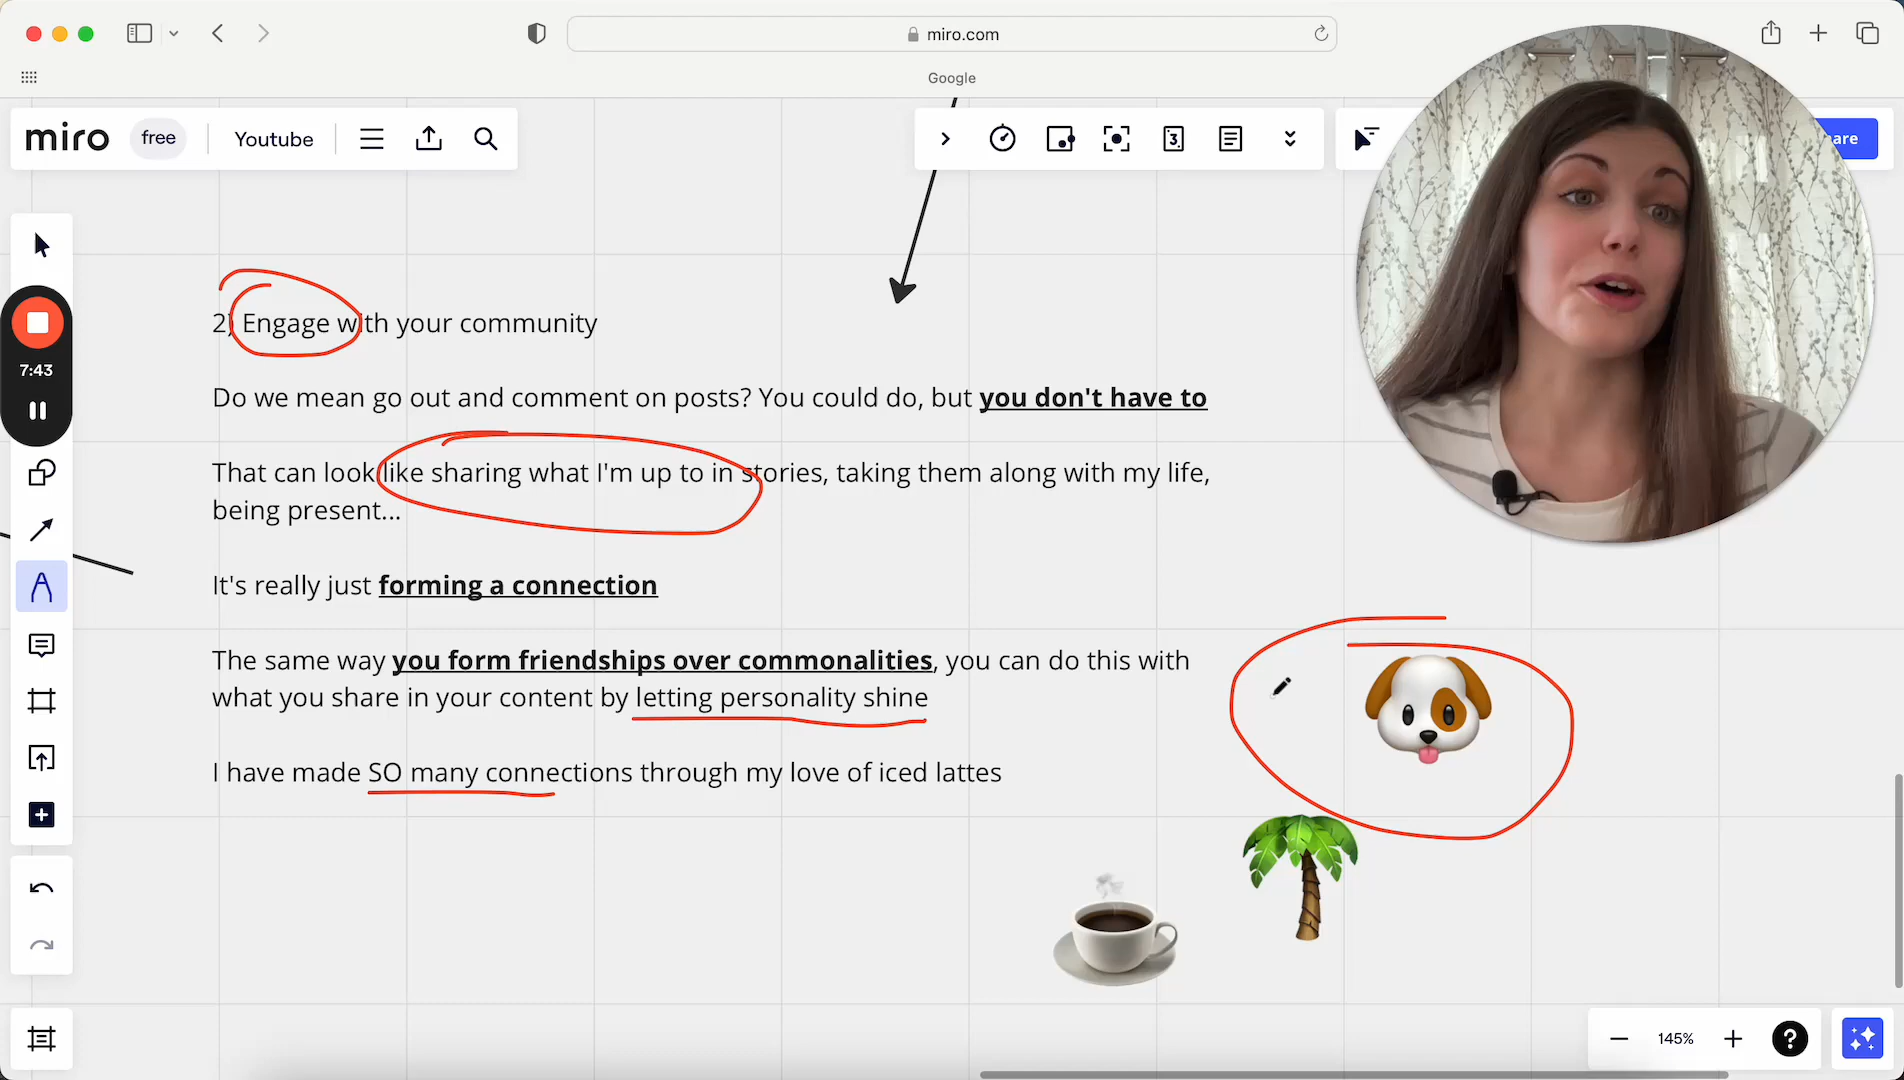 miro.com
Google
miro free Youtube
3
are
7:43
2) Engage with your community
Do we mean go out and comment on posts? You could do, but you don't have to
That can look like sharing what I'm up to in stories, taking them along with my life,
being present...
It's really just forming a connection
The same way you form friendships over commonalities, you can do this with
what you share in your content by letting personality shine
I have made SO many connections through my love of iced lattes
145%
?